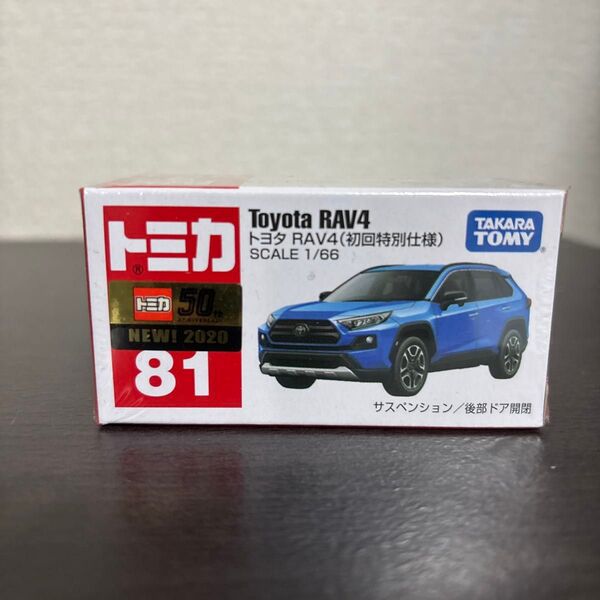 トミカ
®
Toyota RAV4
トヨタ RAV4(初回特別仕様)
SCALE 1/66
TAKARA
TOMY
トミカ 50th
ANNIVERSARY
NEW! 2020
81
サスペンション/後部ドア開閉